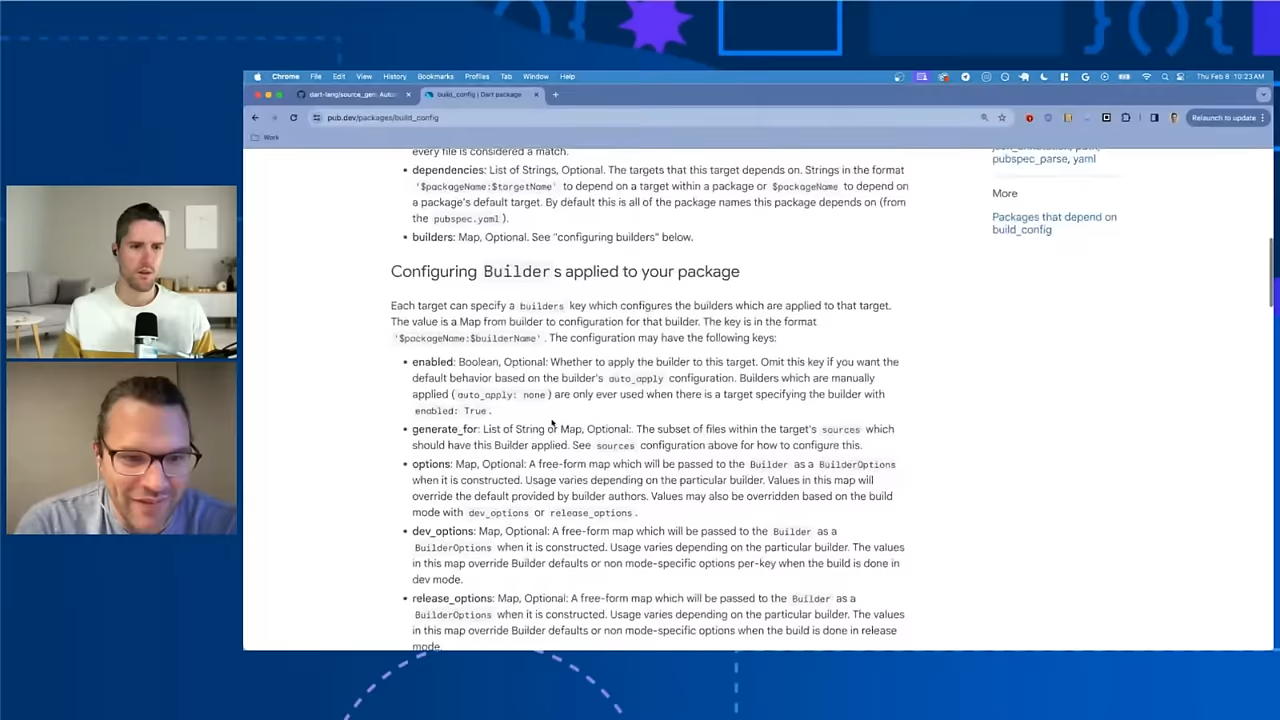 Chrome File Edit View History Bookmarks Profiles Tab Window Help Thu Feb 8 10:23 AM
dart-lang/source_gen: Autom build_config | Dart package
pub.dev/packages/build_config Relaunch to update
Work
every file is considered a match.
• dependencies: List of Strings, Optional. The targets that this target depends on. Strings in the format
'$packageName:$targetName' to depend on a target within a package or $packageName to depend on
a package's default target. By default this is all of the package names this package depends on (from
the pubspec.yaml).
• builders: Map, Optional. See "configuring builders" below.
Configuring Builder s applied to your package
Each target can specify a builders key which configures the builders which are applied to that target.
The value is a Map from builder to configuration for that builder. The key is in the format
'$packageName:$builderName'. The configuration may have the following keys:
• enabled: Boolean, Optional: Whether to apply the builder to this target. Omit this key if you want the
default behavior based on the builder's auto_apply configuration. Builders which are manually
applied (auto_apply: none) are only ever used when there is a target specifying the builder with
enabled: True.
• generate_for: List of String or Map, Optional:. The subset of files within the target's sources which
should have this Builder applied. See sources configuration above for how to configure this.
• options: Map, Optional: A free-form map which will be passed to the Builder as a BuilderOptions
when it is constructed. Usage varies depending on the particular builder. Values in this map will
override the default provided by builder authors. Values may also be overridden based on the build
mode with dev_options or release_options.
• dev_options: Map, Optional: A free-form map which will be passed to the Builder as a
BuilderOptions when it is constructed. Usage varies depending on the particular builder. The values
in this map override Builder defaults or non mode-specific options per-key when the build is done in
dev mode.
• release_options: Map, Optional: A free-form map which will be passed to the Builder as a
BuilderOptions when it is constructed. Usage varies depending on the particular builder. The values
in this map override Builder defaults or non mode-specific options when the build is done in release
mode.
pubspec_parse, yaml
More
Packages that depend on
build_config